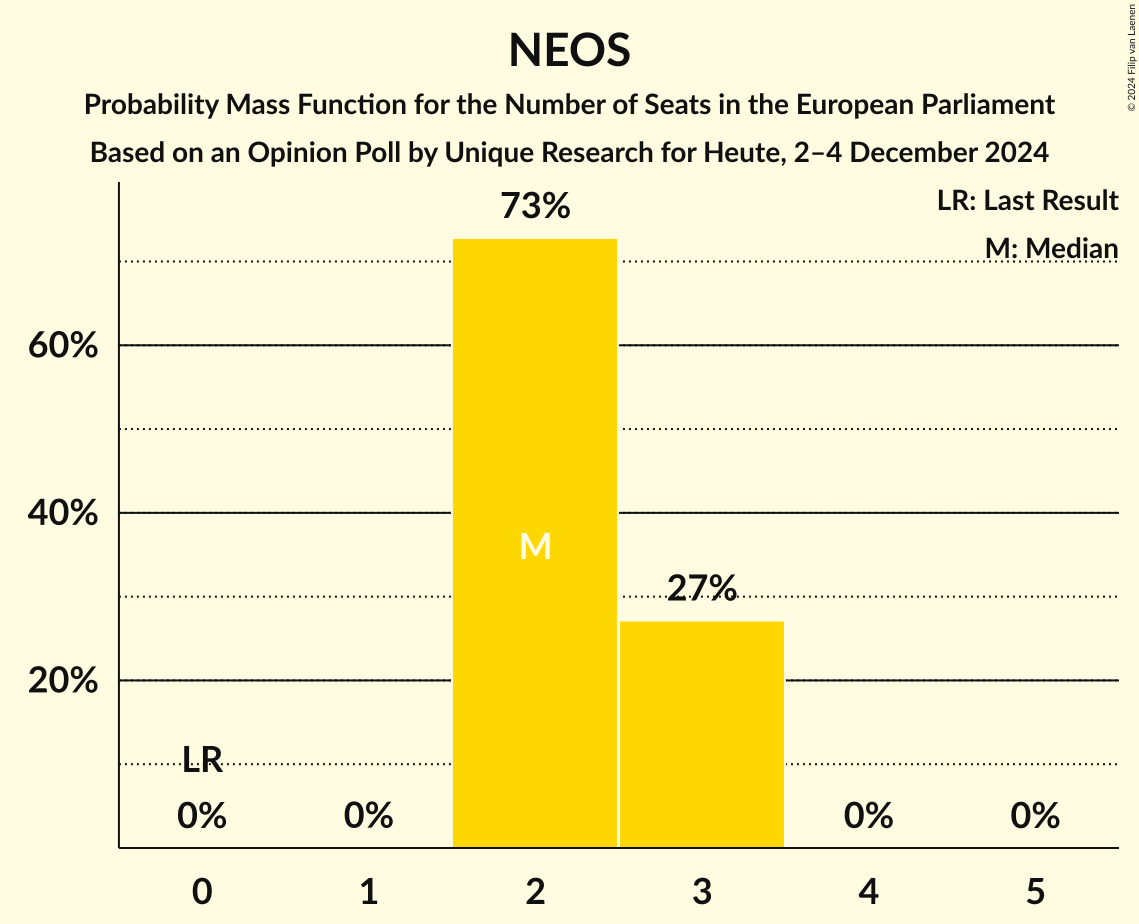 NEOS
Probability Mass Function for the Number of Seats in the European Parliament
Based on an Opinion Poll by Unique Research for Heute, 2–4 December 2024
© 2024 Filip van Laenen
LR: Last Result
M: Median
73%
60%
40%
M
27%
20%
LR
0%
0%
0%
0%
0
1
2
3
4
5